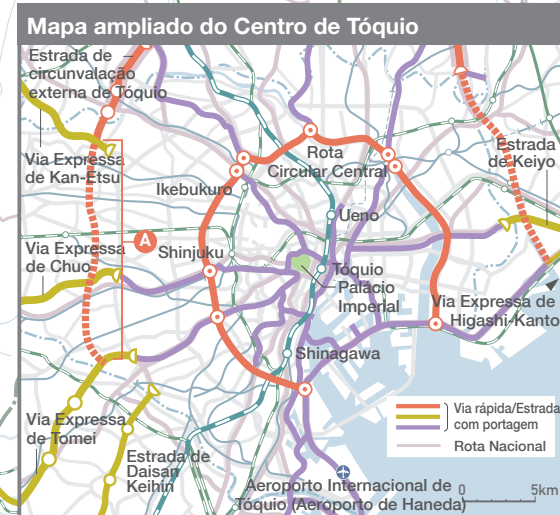 Mapa ampliado do Centro de Tóquio
Estrada de
circunvalação
externa de Tóquio
Via Expressa
de Kan-Etsu
Rota
Circular Central
Estrada
de Keiyo
Ikebukuro
Ueno
A
Via Expressa
de Chuo
Shinjuku
Tóquio
Palácio
Imperial
Via Expressa de
Higashi-Kanto
Shinagawa
Via Expressa
de Tomei
Estrada de
Daisan
Keihin
Via rápida/Estrada
com portagem
Rota Nacional
Aeroporto Internacional de
Tóquio (Aeroporto de Haneda)
0 5km